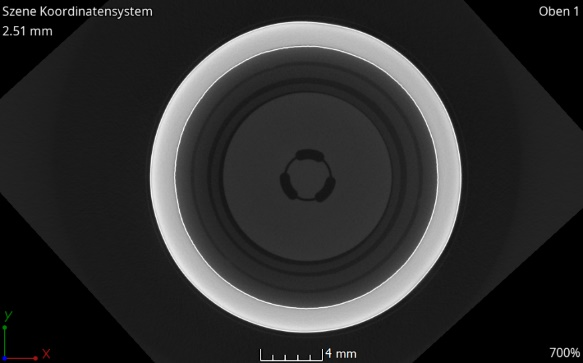 Szene Koordinatensystem
Oben 1
2.51 mm
y
x
4 mm
700%